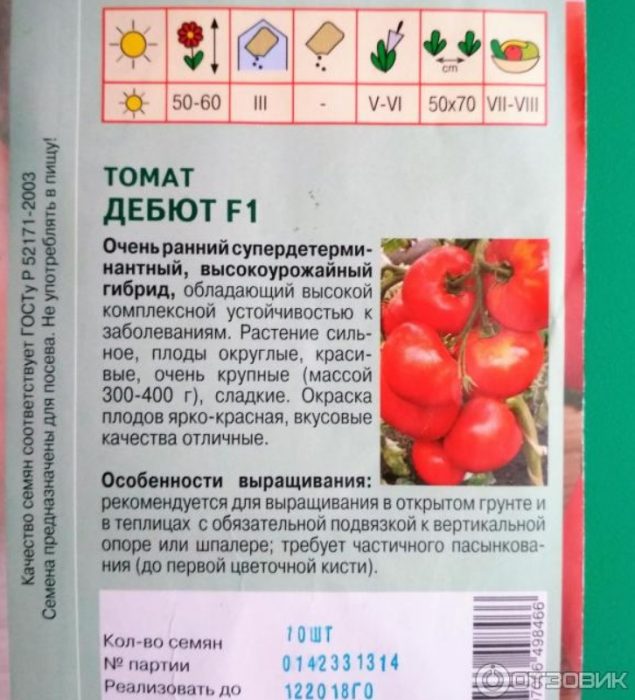 cm
50-60 III - V-VI 50x70 VII-VIII
ТОМАТ
ДЕБЮТ F1
Очень ранний супердетерми-
нантный, высокоурожайный
гибрид, обладающий высокой
комплексной устойчивостью к
заболеваниям. Растение силь-
ное, плоды округлые, краси-
вые, очень крупные (массой
300-400 г), сладкие. Окраска
плодов ярко-красная, вкусовые
качества отличные.
Особенности выращивания:
рекомендуется для выращивания в открытом грунте и
в теплицах с обязательной подвязкой к вертикальной
опоре или шпалере; требует частичного пасынкова-
ния (до первой цветочной кисти).
Кол-во семян 10ШТ
№ партии 0142331314
Реализовать до 122018ГО
Качество семян соответствует ГОСТу Р 52171-2003
Семена предназначены для посева. Не употреблять в пищу!
498466
ОТЗОВИК